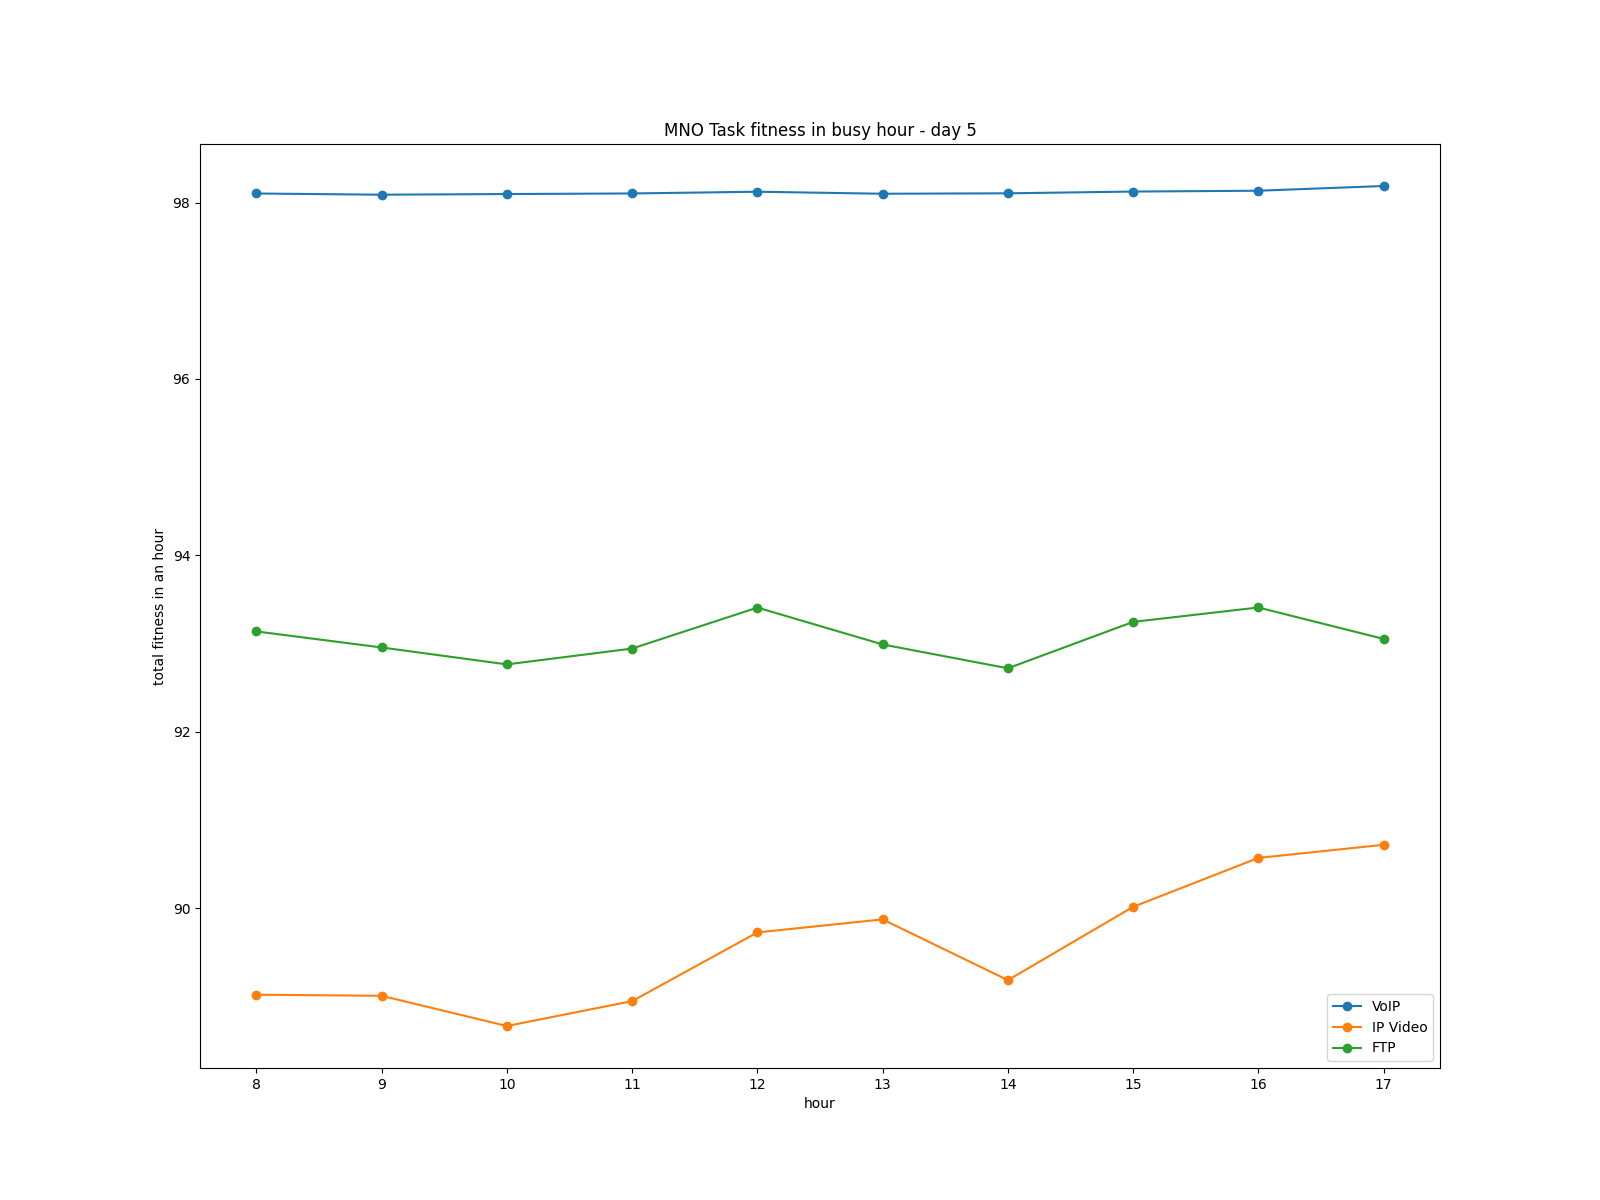 MNO Task fitness in busy hour - day 5
total fitness in an hour
98
96
94
92
90
8 9 10 11 12 13 14 15 16 17
hour
VoIP
IP Video
FTP